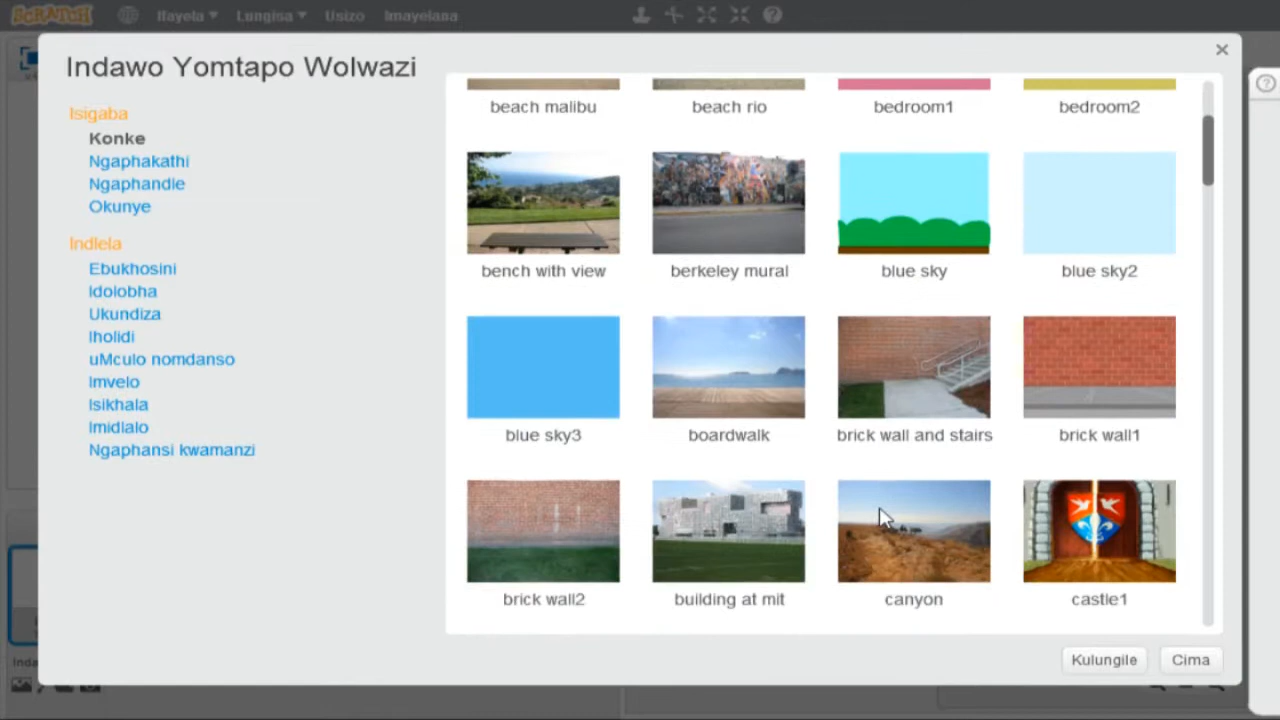 SCRATCH Ifayela Lungisa Usizo Imayelana
Indawo Yomtapo Wolwazi
Isigaba
Konke
Ngaphakathi
Ngaphandle
Okunye
Indlela
Ebukhosini
Idolobha
Ukundiza
Iholidi
uMculo nomdanso
Imvelo
Isikhala
Imidlalo
Ngaphansi kwamanzi
beach malibu beach rio bedroom1 bedroom2
bench with view berkeley mural blue sky blue sky2
blue sky3 boardwalk brick wall and stairs brick wall1
brick wall2 building at mit canyon castle1
Kulungile Cima
Inda